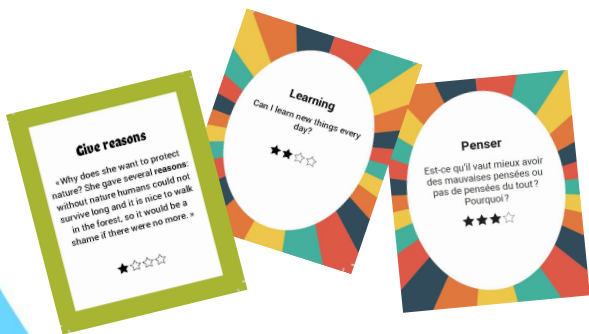 Give reasons
« Why does she want to protect
nature? She gave several reasons:
without nature humans could not
survive long and it is nice to walk
in the forest, so it would be a
shame if there were no more. »
★☆☆☆
Learning
Can I learn new things every
day?
★★☆☆
Penser
Est-ce qu'il vaut mieux avoir
des mauvaises pensées ou
pas de pensées du tout?
Pourquoi?
★★★☆